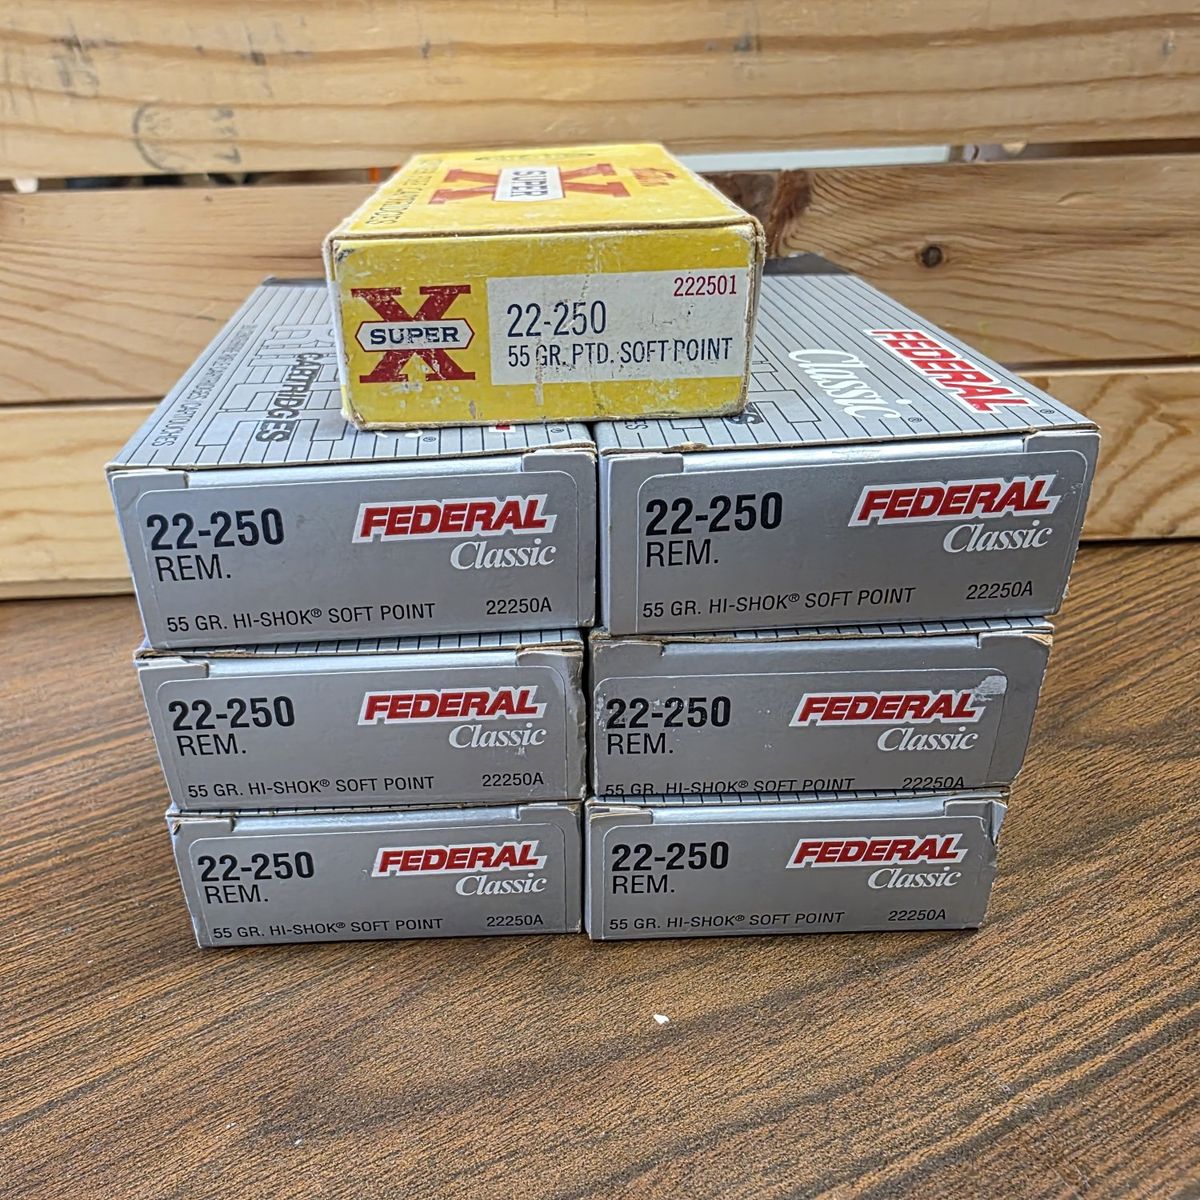 X
SUPER
CARTRIDGES
X
SUPER
222501
22-250
55 GR. PTD. SOFT POINT
CARTRIDGES
FEDERAL®
Classic
22-250
REM.
FEDERAL®
Classic
55 GR. HI-SHOK® SOFT POINT 22250A
22-250
REM.
FEDERAL®
Classic
55 GR. HI-SHOK® SOFT POINT 22250A
22-250
REM.
FEDERAL®
Classic
55 GR. HI-SHOK® SOFT POINT 22250A
22-250
REM.
FEDERAL®
Classic
55 GR. HI-SHOK® SOFT POINT 22250A
22-250
REM.
FEDERAL®
Classic
55 GR. HI-SHOK® SOFT POINT 22250A
22-250
REM.
FEDERAL®
Classic
55 GR. HI-SHOK® SOFT POINT 22250A